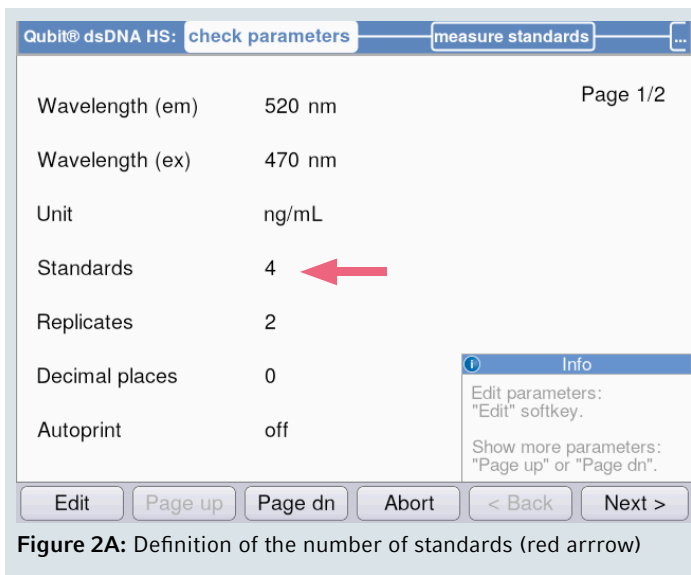 Qubit® dsDNA HS: check parameters measure standards ...
Page 1/2
Wavelength (em) 520 nm
Wavelength (ex) 470 nm
Unit ng/mL
Standards 4
Replicates 2
Decimal places 0
Autoprint off
Info
Edit parameters:
"Edit" softkey.
Show more parameters:
"Page up" or "Page dn".
Edit Page up Page dn Abort < Back Next >
Figure 2A: Definition of the number of standards (red arrrow)